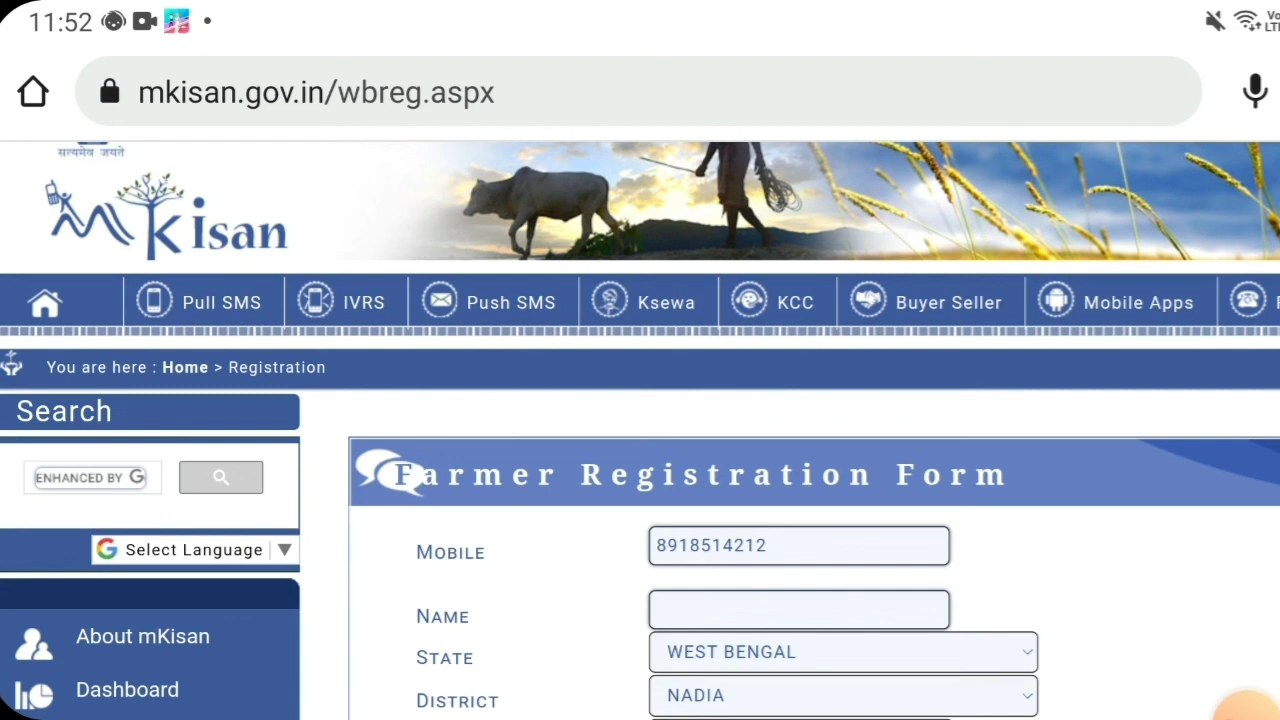 11:52
Vo
LTE
mkisan.gov.in/wbreg.aspx
सत्यमेव जयते
mKisan
Pull SMS
IVRS
Push SMS
Ksewa
KCC
Buyer Seller
Mobile Apps
You are here : Home > Registration
Search
ENHANCED BY G
Select Language
Farmer Registration Form
MOBILE
8918514212
NAME
STATE
WEST BENGAL
DISTRICT
NADIA
About mKisan
Dashboard